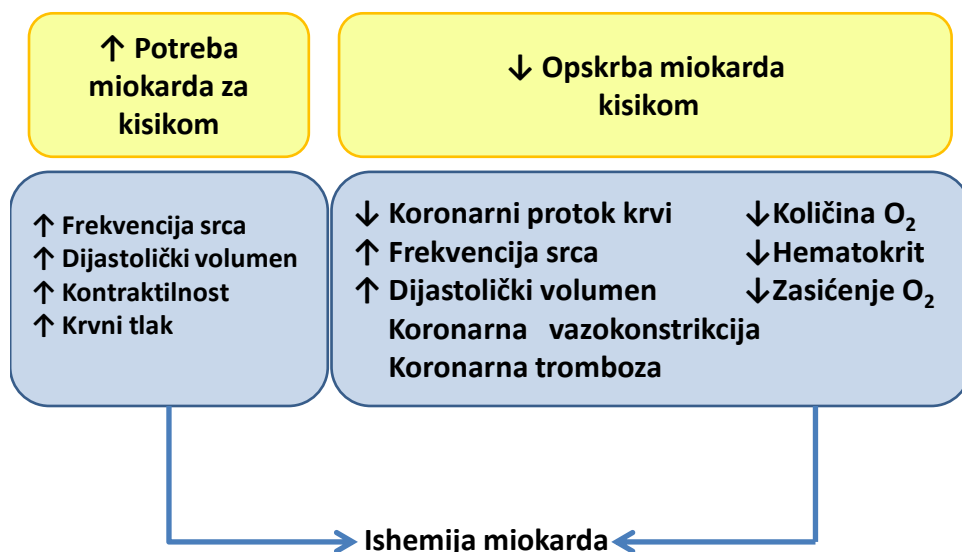 ↑ Potreba
miokarda za
kisikom
↓ Opskrba miokarda
kisikom
↑ Frekvencija srca
↑ Dijastolički volumen
↑ Kontraktilnost
↑ Krvni tlak
↓ Koronarni protok krvi
↑ Frekvencija srca
↑ Dijastolički volumen
Koronarna vazokonstrikcija
Koronarna tromboza
↓Količina O₂
↓Hematokrit
↓Zasićenje O₂
Ishemija miokarda